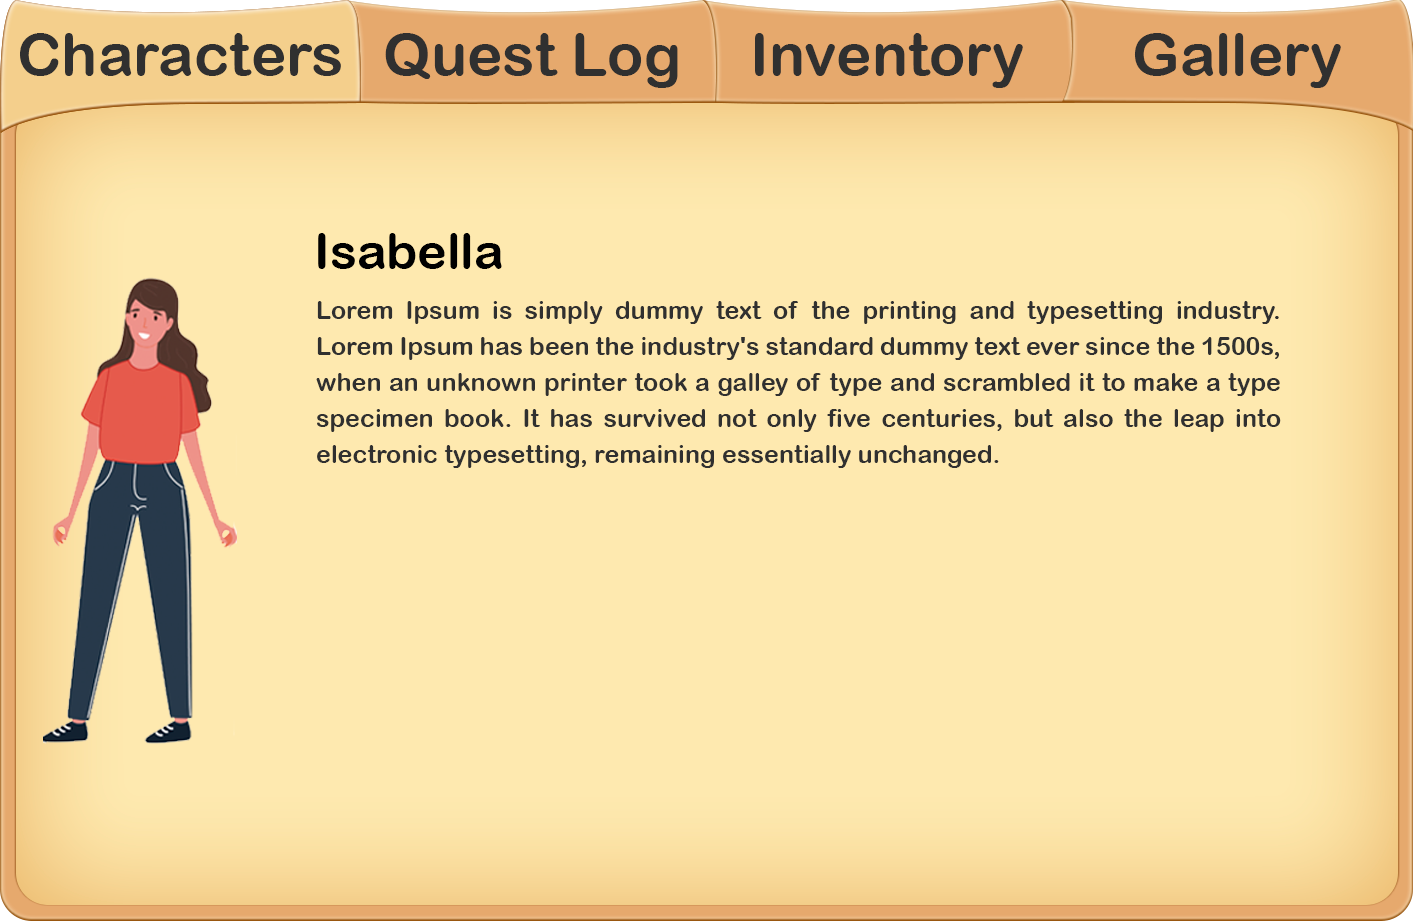 Characters Quest Log Inventory Gallery
Isabella
Lorem Ipsum is simply dummy text of the printing and typesetting industry.
Lorem Ipsum has been the industry's standard dummy text ever since the 1500s,
when an unknown printer took a galley of type and scrambled it to make a type
specimen book. It has survived not only five centuries, but also the leap into
electronic typesetting, remaining essentially unchanged.